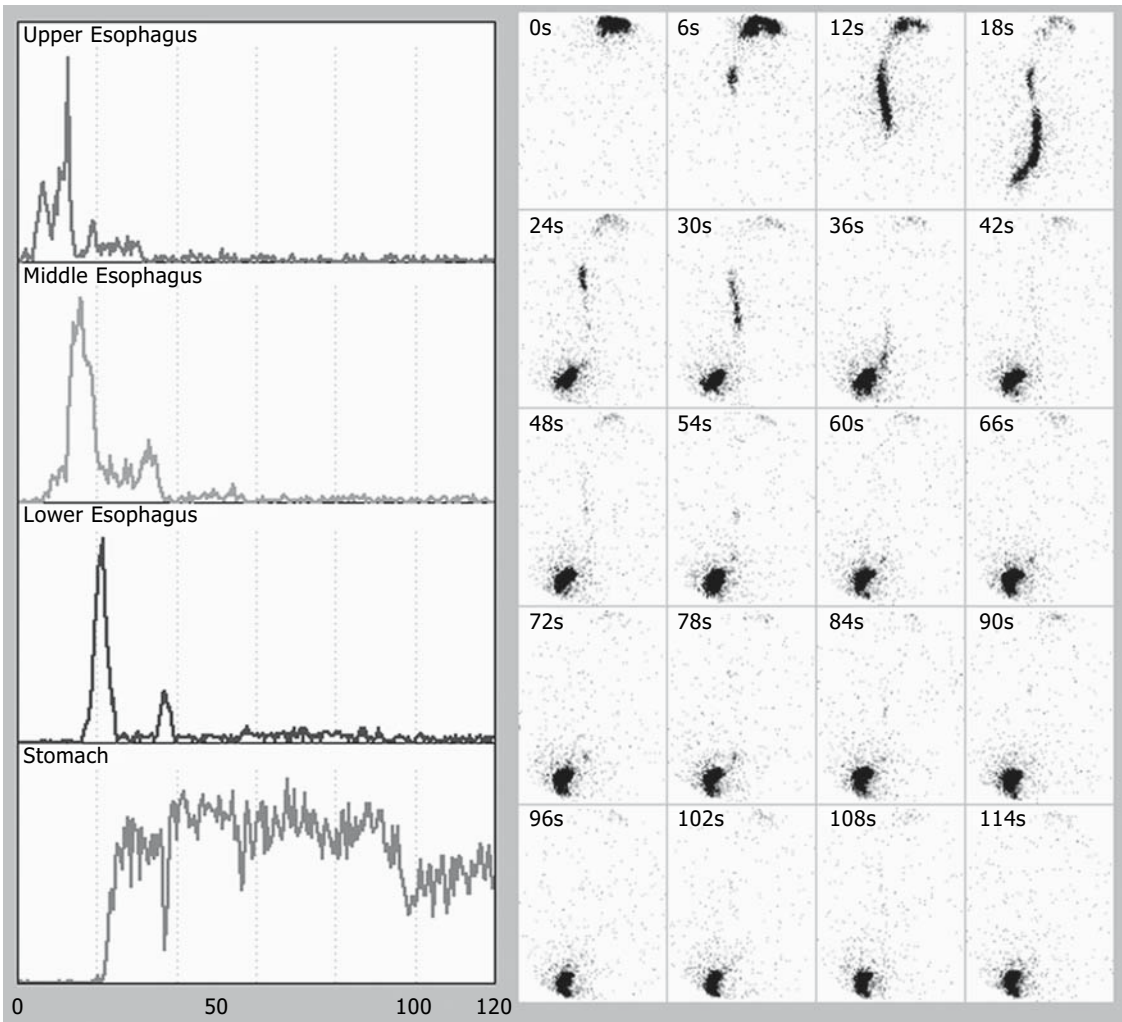 Upper Esophagus
Middle Esophagus
Lower Esophagus
Stomach
0 50 100 120
0s 6s 12s 18s
24s 30s 36s 42s
48s 54s 60s 66s
72s 78s 84s 90s
96s 102s 108s 114s